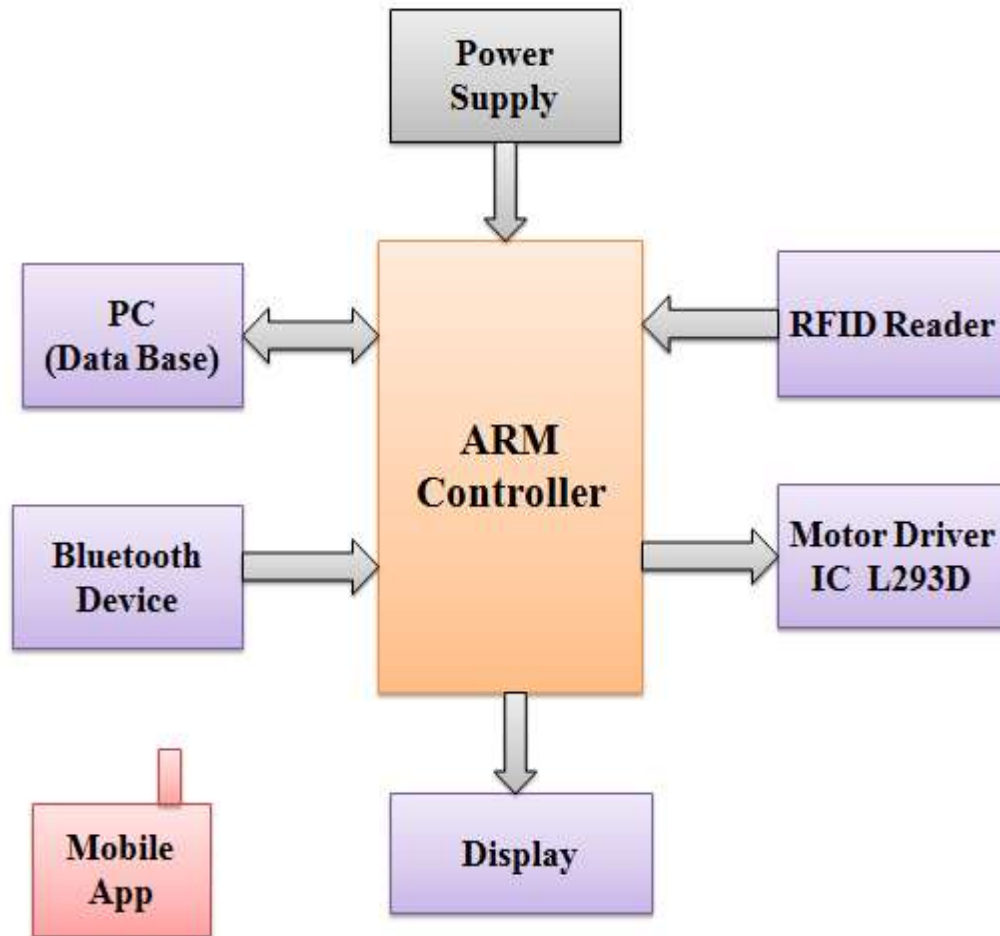 Power
Supply
PC
(Data Base)
RFID Reader
ARM
Controller
Bluetooth
Device
Motor Driver
IC L293D
Mobile
App
Display